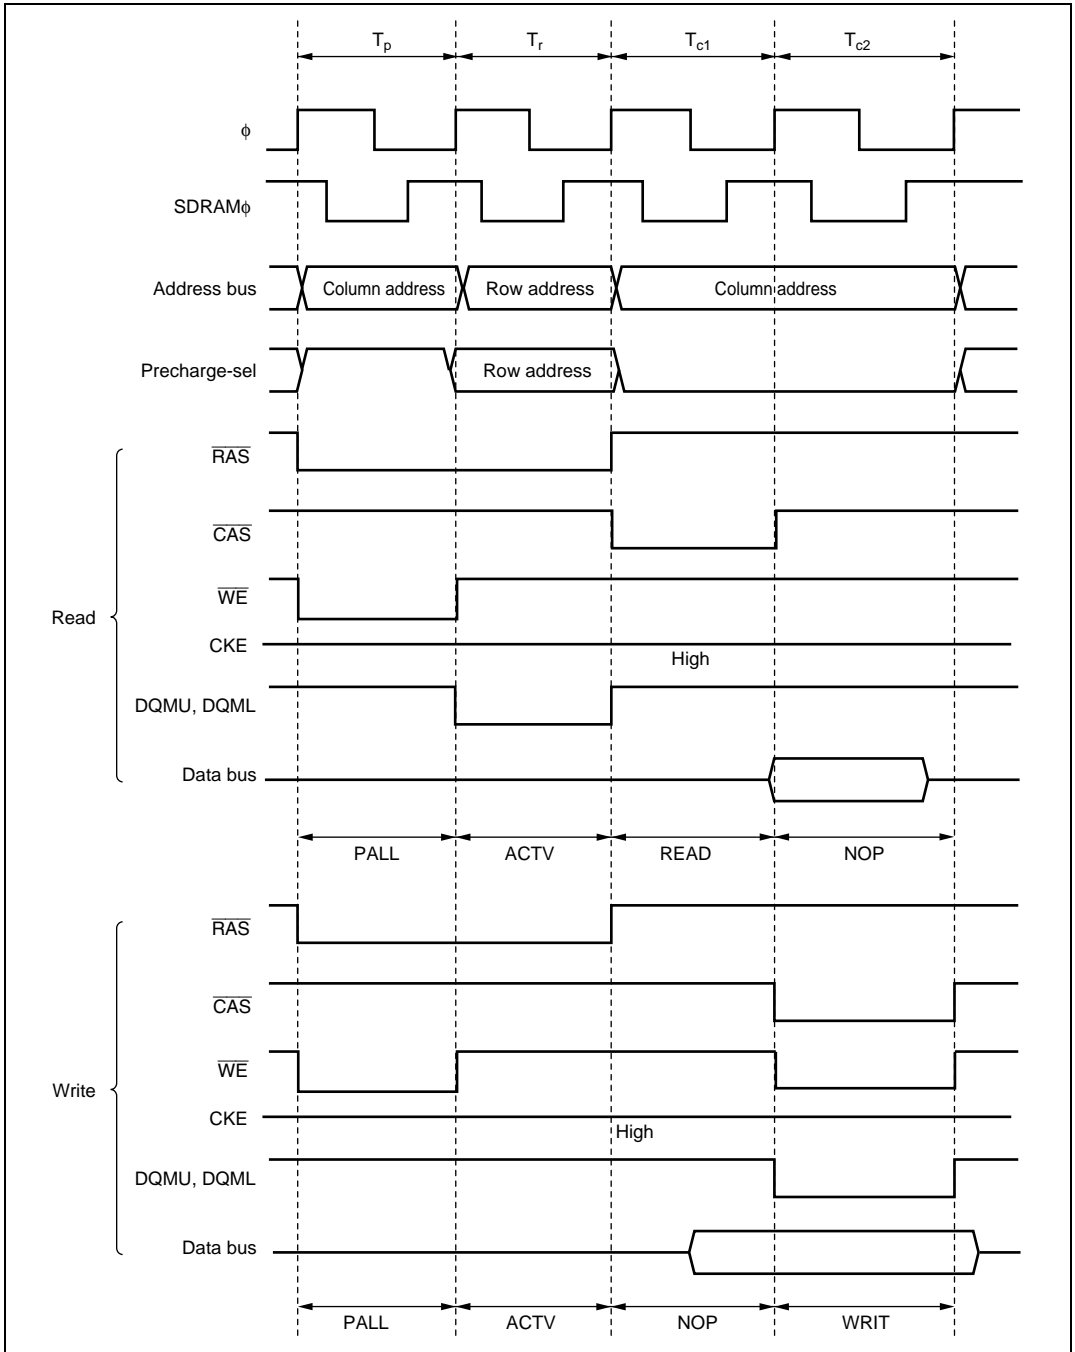 Tp Tr Tc1 Tc2
ϕ
SDRAMϕ
Address bus Column address Row address Column address
Precharge-sel Row address
RAS
CAS
WE
Read
CKE High
DQMU, DQML
Data bus
PALL ACTV READ NOP
RAS
CAS
WE
Write
CKE High
DQMU, DQML
Data bus
PALL ACTV NOP WRIT